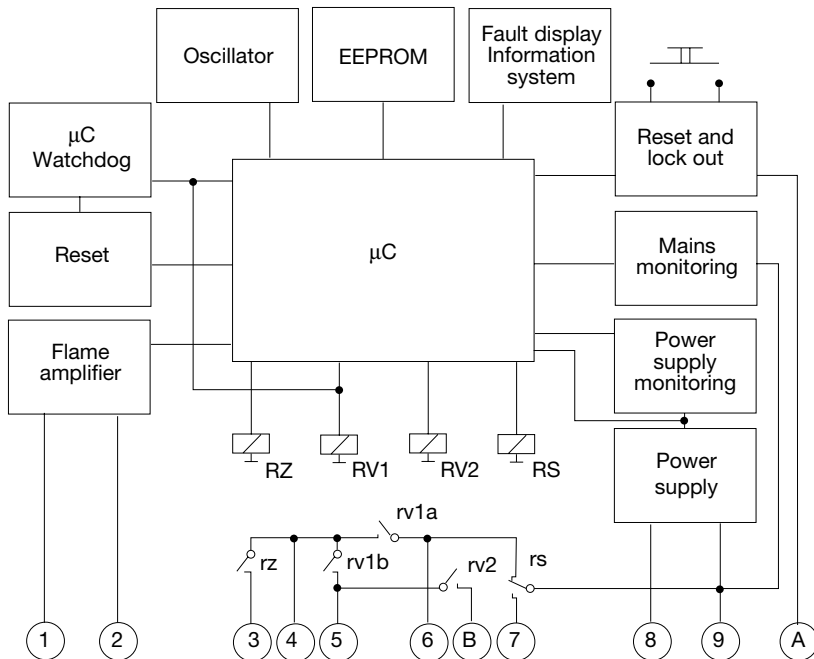 Oscillator
EEPROM
Fault display
Information
system
μC
Watchdog
Reset and
lock out
Reset
μC
Mains
monitoring
Flame
amplifier
Power
supply
monitoring
RZ
RV1
RV2
RS
Power
supply
rv1a
rz
rv1b
rv2
rs
1
2
3
4
5
6
B
7
8
9
A